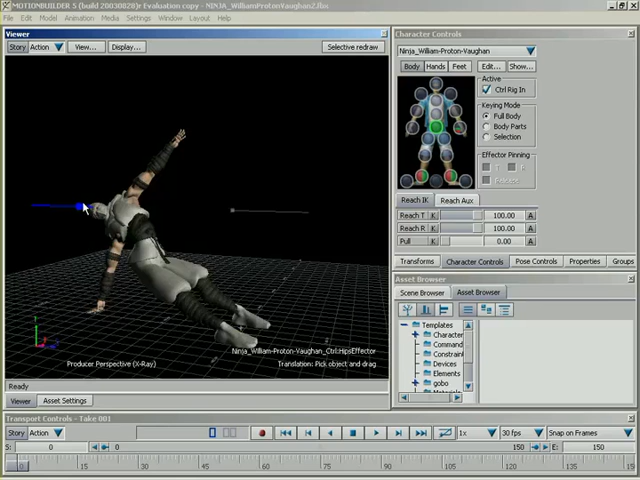 MOTIONBUILDER 5 (build 20030828) Evaluation copy - NINJA_WilliamProtonVaughan2.fbx
File Edit Model Animation Media Settings Window Layout Help
Viewer
Story Action View... Display... Selective redraw
Producer Perspective (X-Ray)
Ninja_William-Proton-Vaughan_Ctrl:HipsEffector
Translation: Pick object and drag
Ready
Viewer Asset Settings
Character Controls
Ninja_William-Proton-Vaughan
Body Hands Feet Edit... Show...
Active
Ctrl Rig In
Keying Mode
Full Body
Body Parts
Selection
Effector Pinning
T R
Release
Reach IK Reach Aux
Reach T K 100.00 A
Reach R K 100.00 A
Pull K 0.00 A
Transforms Character Controls Pose Controls Properties Groups
Asset Browser
Scene Browser Asset Browser
Templates
Character
Command
Constraint
Devices
Elements
gobo
Transport Controls - Take 001
Story Action 1x 30 fps Snap on Frames
S: 0 0 150 E: 150
0 15 30 45 60 75 90 105 120 135